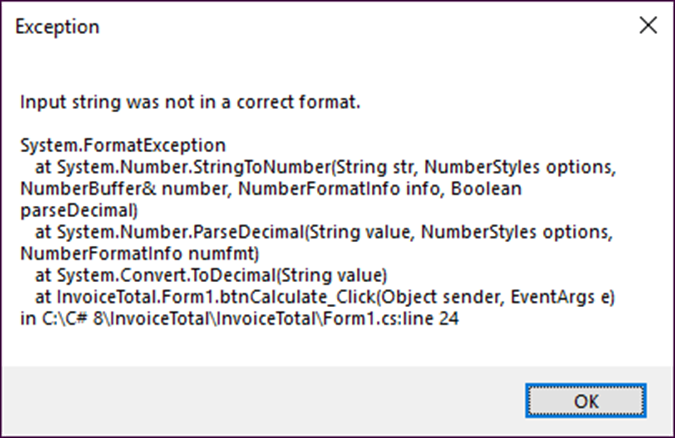 Exception
Input string was not in a correct format.
System.FormatException
at System.Number.StringToNumber(String str, NumberStyles options,
NumberBuffer& number, NumberFormatInfo info, Boolean
parseDecimal)
at System.Number.ParseDecimal(String value, NumberStyles options,
NumberFormatInfo numfmt)
at System.Convert.ToDecimal(String value)
at InvoiceTotal.Form1.btnCalculate_Click(Object sender, EventArgs e)
in C:\C# 8\InvoiceTotal\InvoiceTotal\Form1.cs:line 24
OK